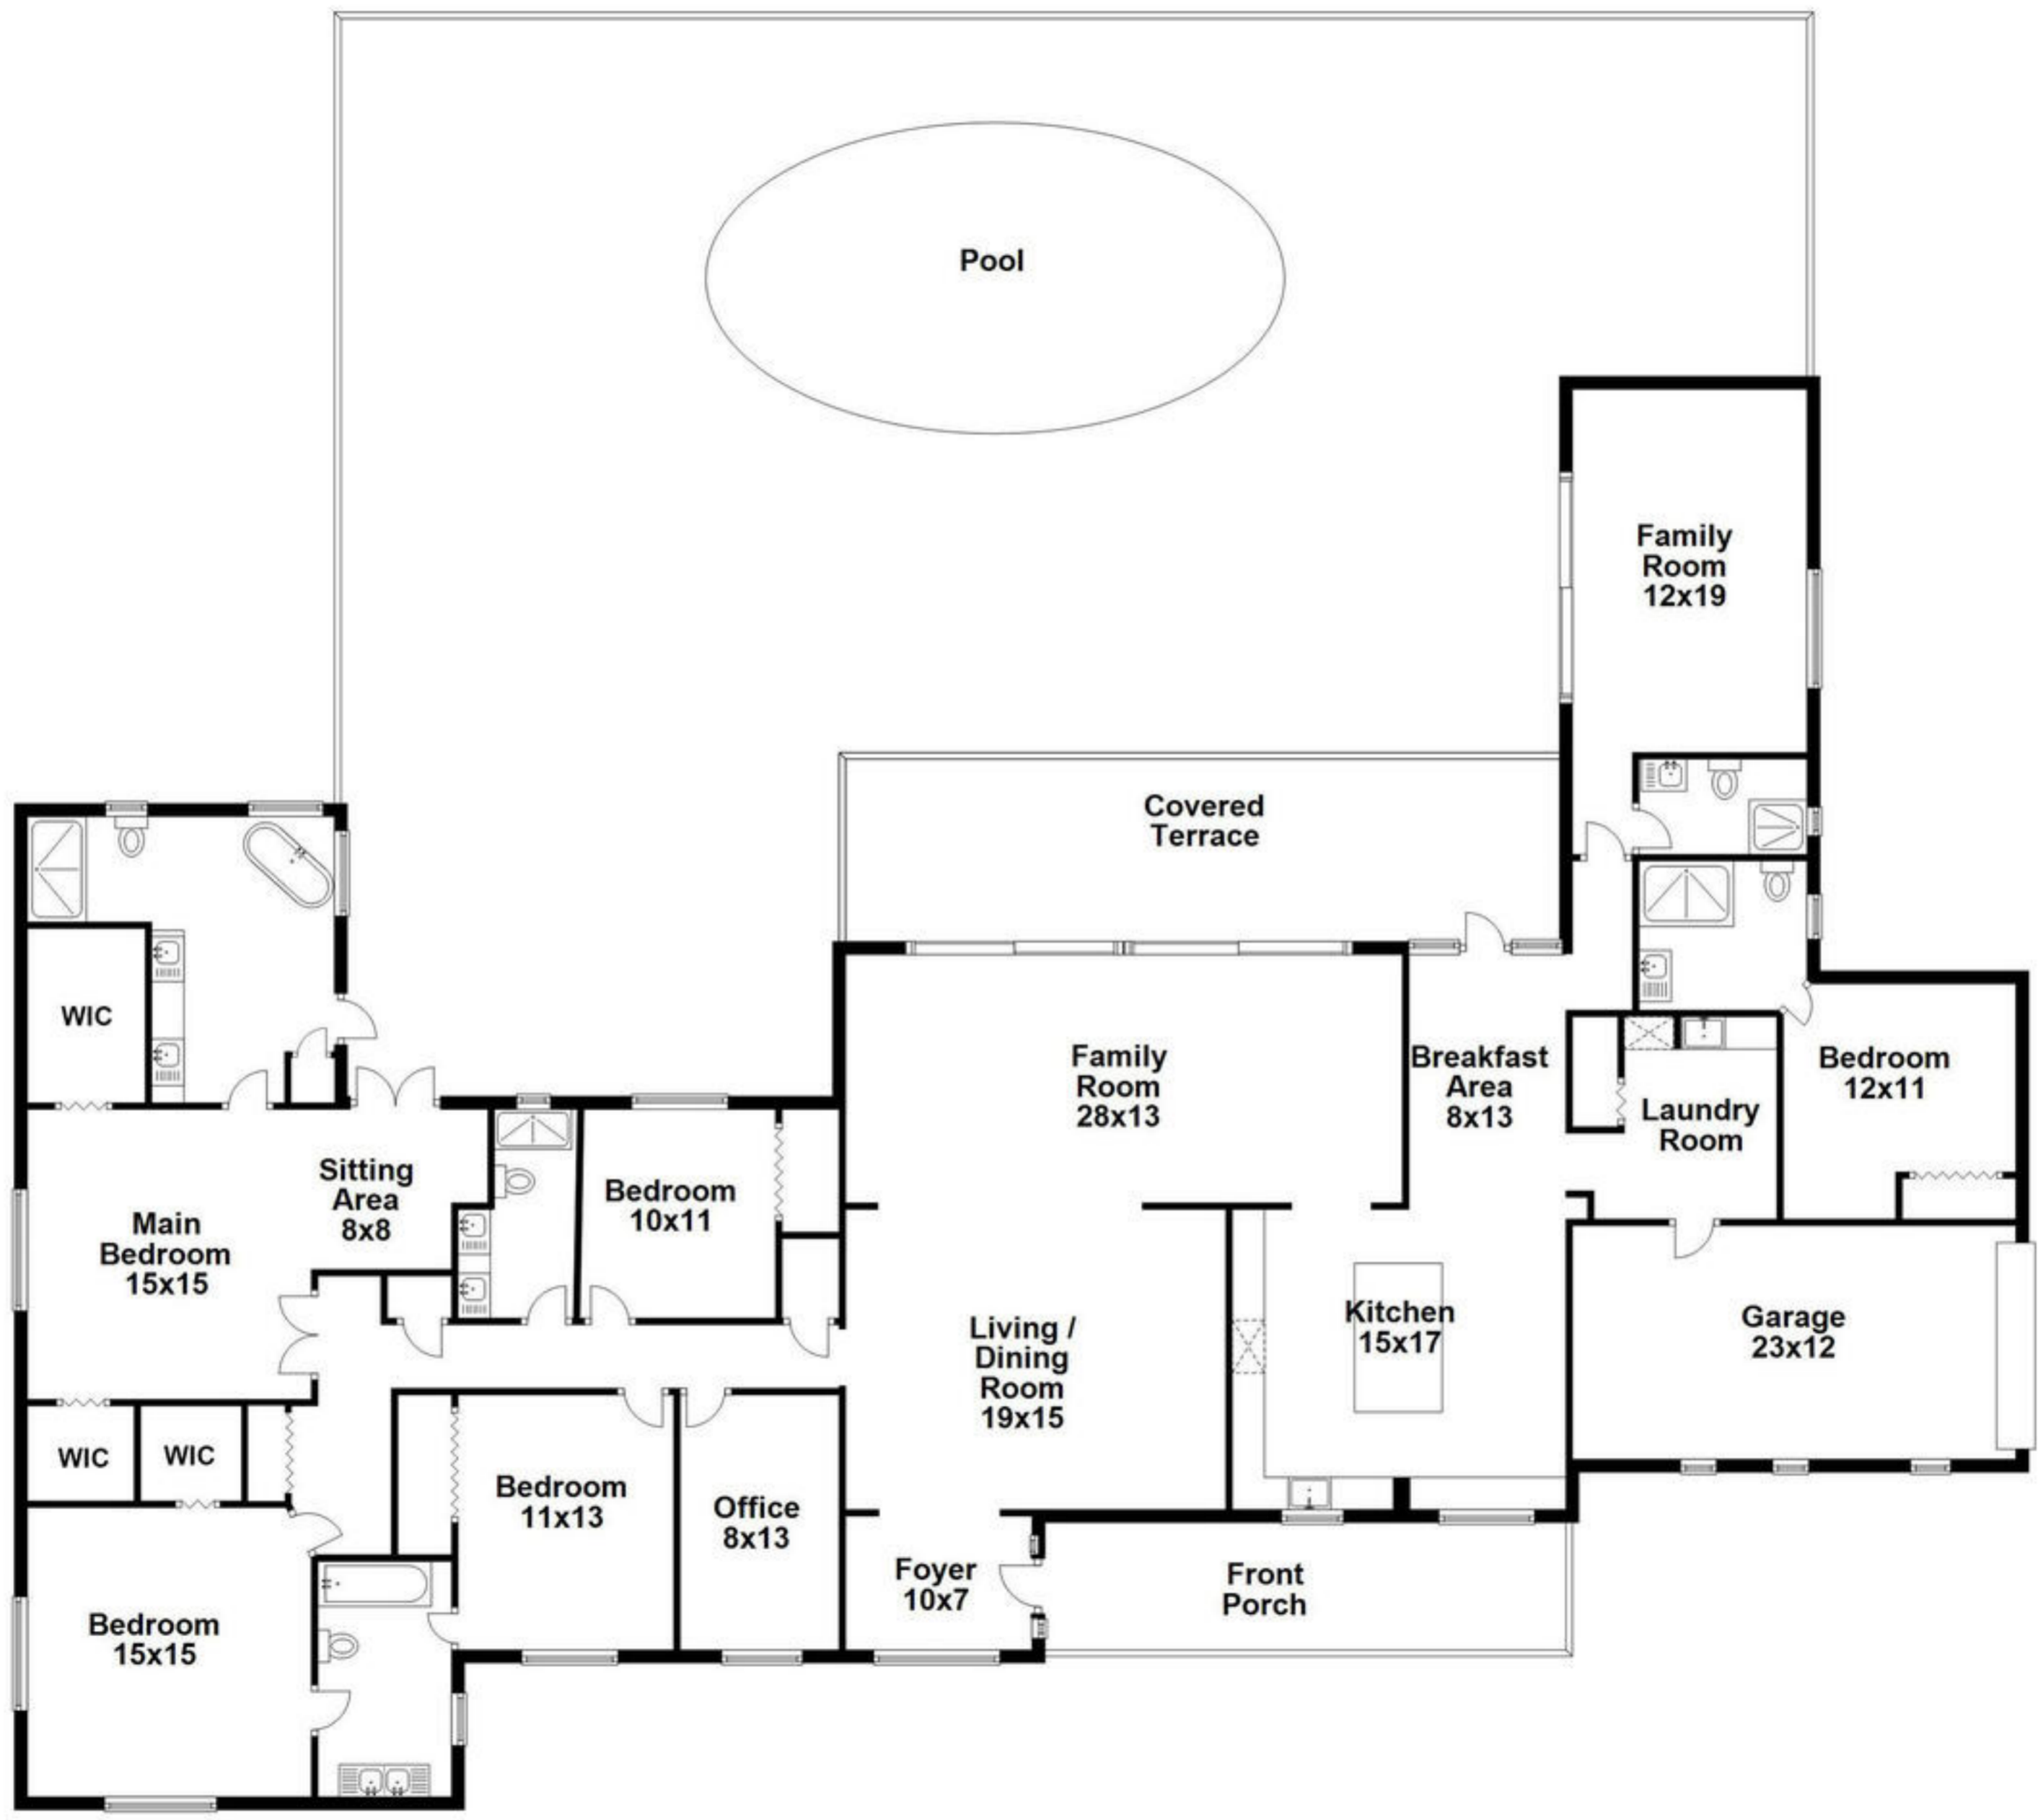 Pool
Family
Room
12x19
Covered
Terrace
WIC
Family
Room
28x13
Breakfast
Area
8x13
Bedroom
12x11
Laundry
Room
Sitting
Area
8x8
Bedroom
10x11
Main
Bedroom
15x15
Living /
Dining
Room
19x15
Kitchen
15x17
Garage
23x12
WIC
WIC
Bedroom
11x13
Office
8x13
Foyer
10x7
Front
Porch
Bedroom
15x15